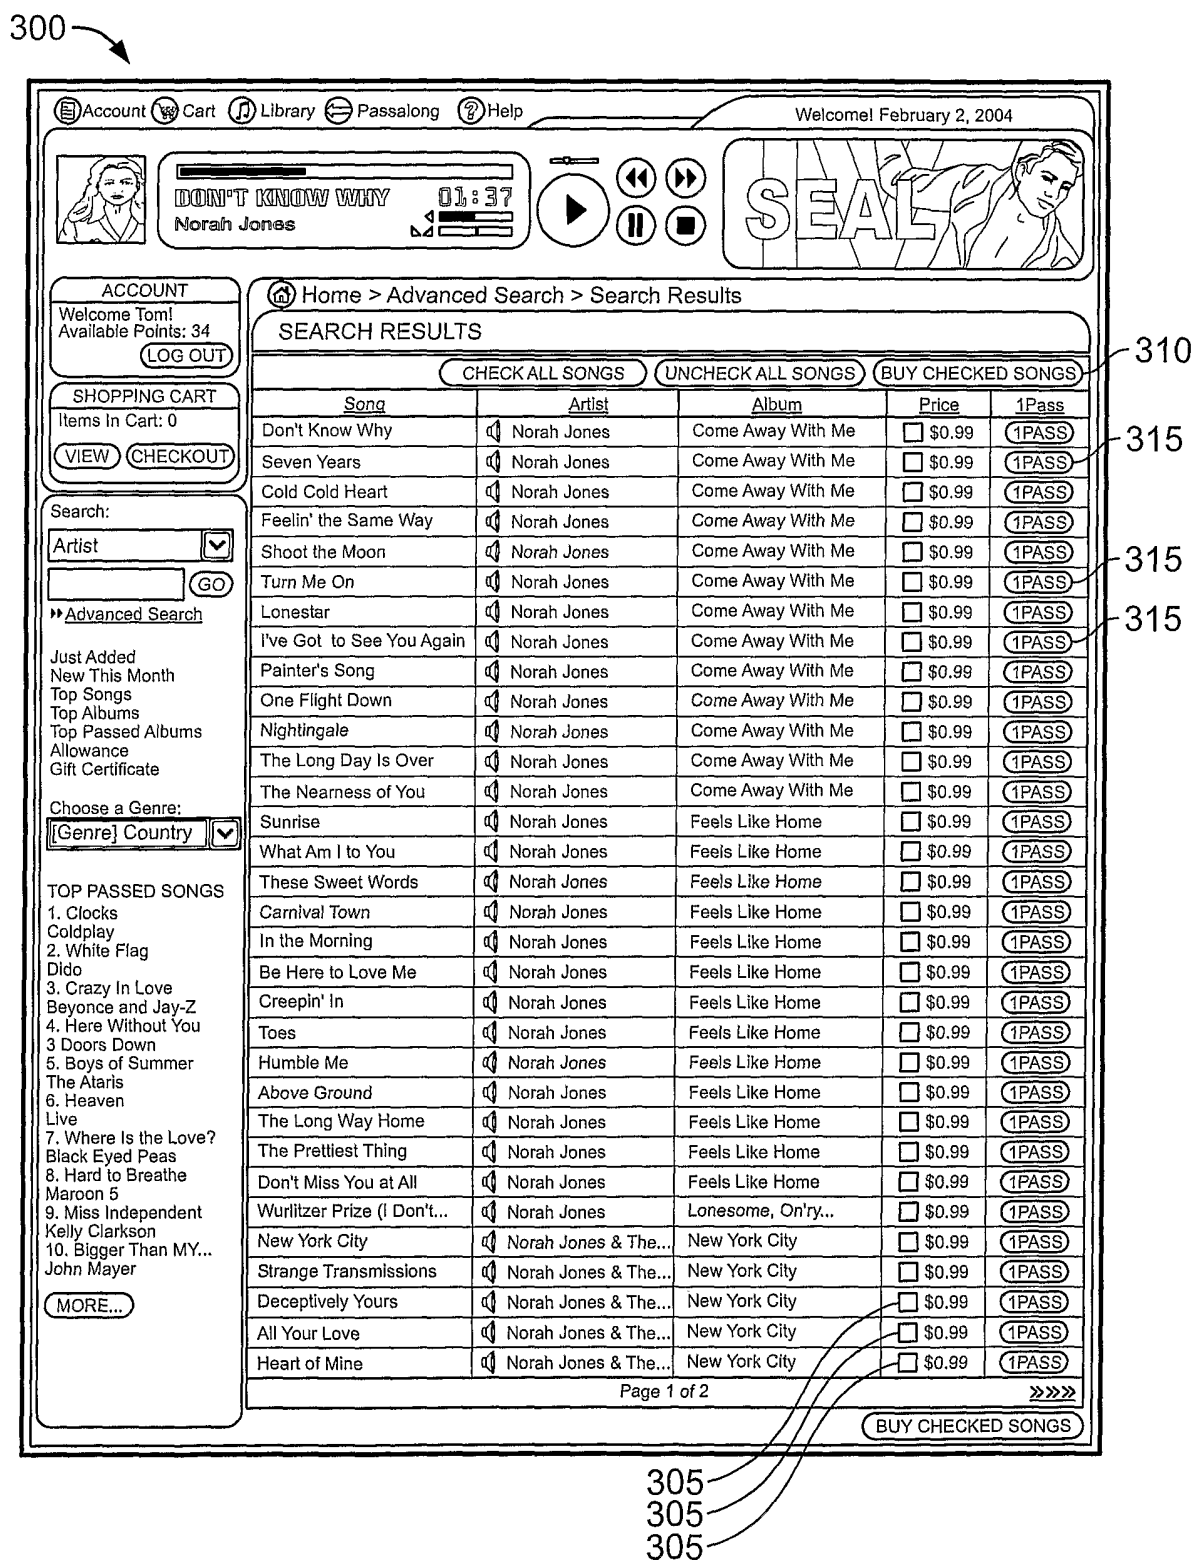 300
Account Cart Library Passalong Help
Welcome! February 2, 2004
DON'T KNOW WHY 01:37
Norah Jones
SEAL
ACCOUNT
Welcome Tom!
Available Points: 34
LOG OUT
SHOPPING CART
Items In Cart: 0
VIEW CHECKOUT
Search:
Artist
GO
Advanced Search
Just Added
New This Month
Top Songs
Top Albums
Top Passed Albums
Allowance
Gift Certificate
Choose a Genre:
[Genre] Country
TOP PASSED SONGS
1. Clocks
Coldplay
2. White Flag
Dido
3. Crazy In Love
Beyonce and Jay-Z
4. Here Without You
3 Doors Down
5. Boys of Summer
The Ataris
6. Heaven
Live
7. Where Is the Love?
Black Eyed Peas
8. Hard to Breathe
Maroon 5
9. Miss Independent
Kelly Clarkson
10. Bigger Than MY...
John Mayer
MORE...
Home > Advanced Search > Search Results
SEARCH RESULTS
CHECK ALL SONGS UNCHECK ALL SONGS BUY CHECKED SONGS 310
Song Artist Album Price 1Pass
Don't Know Why Norah Jones Come Away With Me $0.99 1PASS
Seven Years Norah Jones Come Away With Me $0.99 1PASS 315
Cold Cold Heart Norah Jones Come Away With Me $0.99 1PASS
Feelin' the Same Way Norah Jones Come Away With Me $0.99 1PASS
Shoot the Moon Norah Jones Come Away With Me $0.99 1PASS
Turn Me On Norah Jones Come Away With Me $0.99 1PASS 315
Lonestar Norah Jones Come Away With Me $0.99 1PASS
I've Got to See You Again Norah Jones Come Away With Me $0.99 1PASS 315
Painter's Song Norah Jones Come Away With Me $0.99 1PASS
One Flight Down Norah Jones Come Away With Me $0.99 1PASS
Nightingale Norah Jones Come Away With Me $0.99 1PASS
The Long Day Is Over Norah Jones Come Away With Me $0.99 1PASS
The Nearness of You Norah Jones Come Away With Me $0.99 1PASS
Sunrise Norah Jones Feels Like Home $0.99 1PASS
What Am I to You Norah Jones Feels Like Home $0.99 1PASS
These Sweet Words Norah Jones Feels Like Home $0.99 1PASS
Carnival Town Norah Jones Feels Like Home $0.99 1PASS
In the Morning Norah Jones Feels Like Home $0.99 1PASS
Be Here to Love Me Norah Jones Feels Like Home $0.99 1PASS
Creepin' In Norah Jones Feels Like Home $0.99 1PASS
Toes Norah Jones Feels Like Home $0.99 1PASS
Humble Me Norah Jones Feels Like Home $0.99 1PASS
Above Ground Norah Jones Feels Like Home $0.99 1PASS
The Long Way Home Norah Jones Feels Like Home $0.99 1PASS
The Prettiest Thing Norah Jones Feels Like Home $0.99 1PASS
Don't Miss You at All Norah Jones Feels Like Home $0.99 1PASS
Wurlitzer Prize (I Don't... Norah Jones Lonesome, On'ry... $0.99 1PASS
New York City Norah Jones & The... New York City $0.99 1PASS
Strange Transmissions Norah Jones & The... New York City $0.99 1PASS
Deceptively Yours Norah Jones & The... New York City $0.99 1PASS
All Your Love Norah Jones & The... New York City $0.99 1PASS
Heart of Mine Norah Jones & The... New York City $0.99 1PASS
Page 1 of 2 >>>
BUY CHECKED SONGS
305
305
305